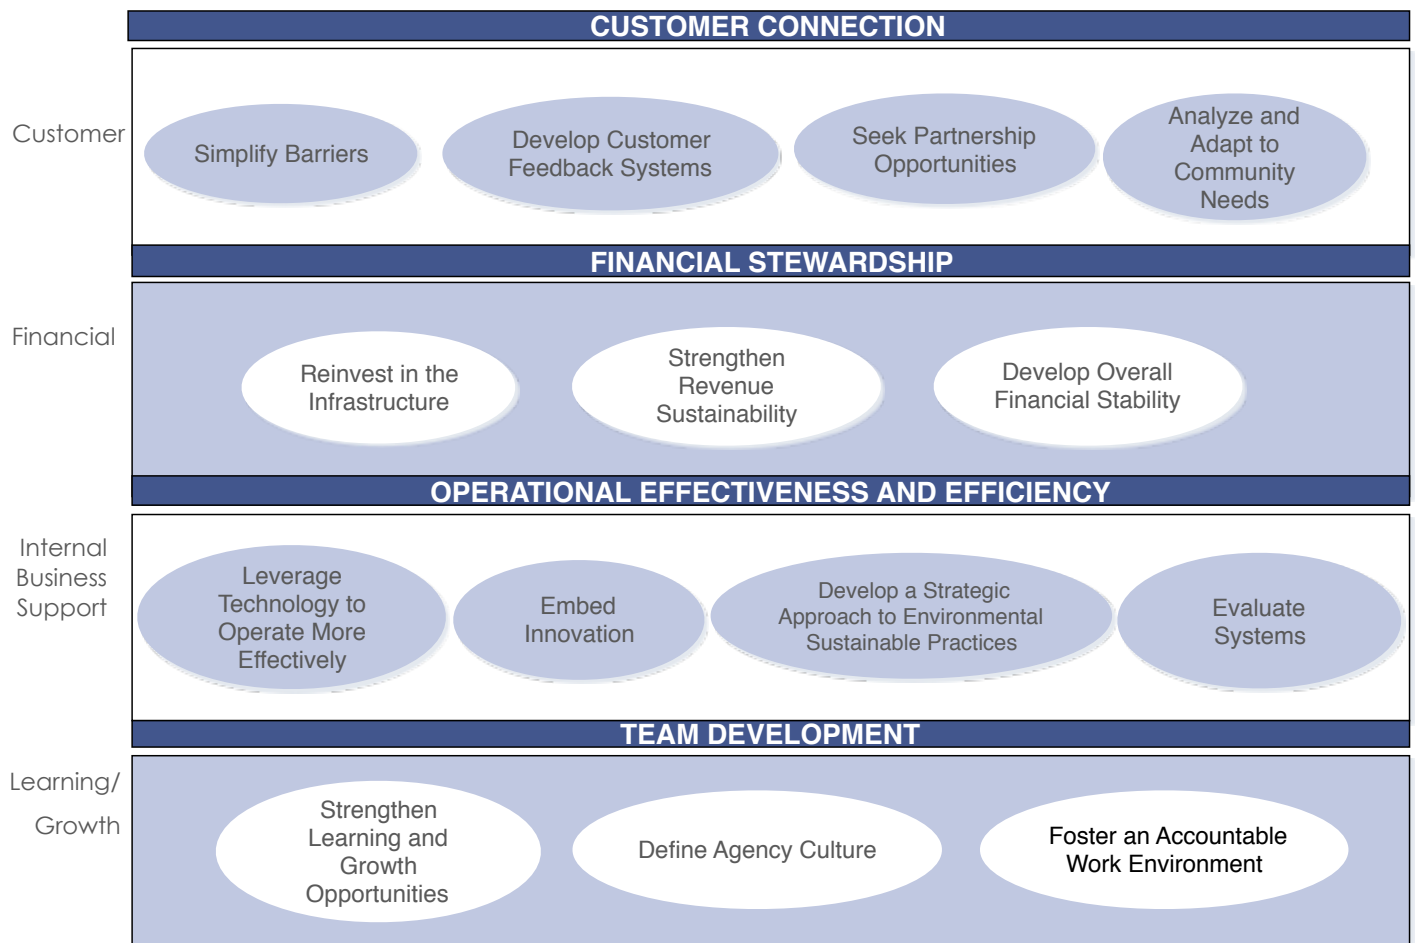 CUSTOMER CONNECTION
Customer
Simplify Barriers
Develop Customer
Feedback Systems
Seek Partnership
Opportunities
Analyze and
Adapt to
Community
Needs
FINANCIAL STEWARDSHIP
Financial
Reinvest in the
Infrastructure
Strengthen
Revenue
Sustainability
Develop Overall
Financial Stability
OPERATIONAL EFFECTIVENESS AND EFFICIENCY
Internal
Business
Support
Leverage
Technology to
Operate More
Effectively
Embed
Innovation
Develop a Strategic
Approach to Environmental
Sustainable Practices
Evaluate
Systems
TEAM DEVELOPMENT
Learning/
Growth
Strengthen
Learning and
Growth
Opportunities
Define Agency Culture
Foster an Accountable
Work Environment